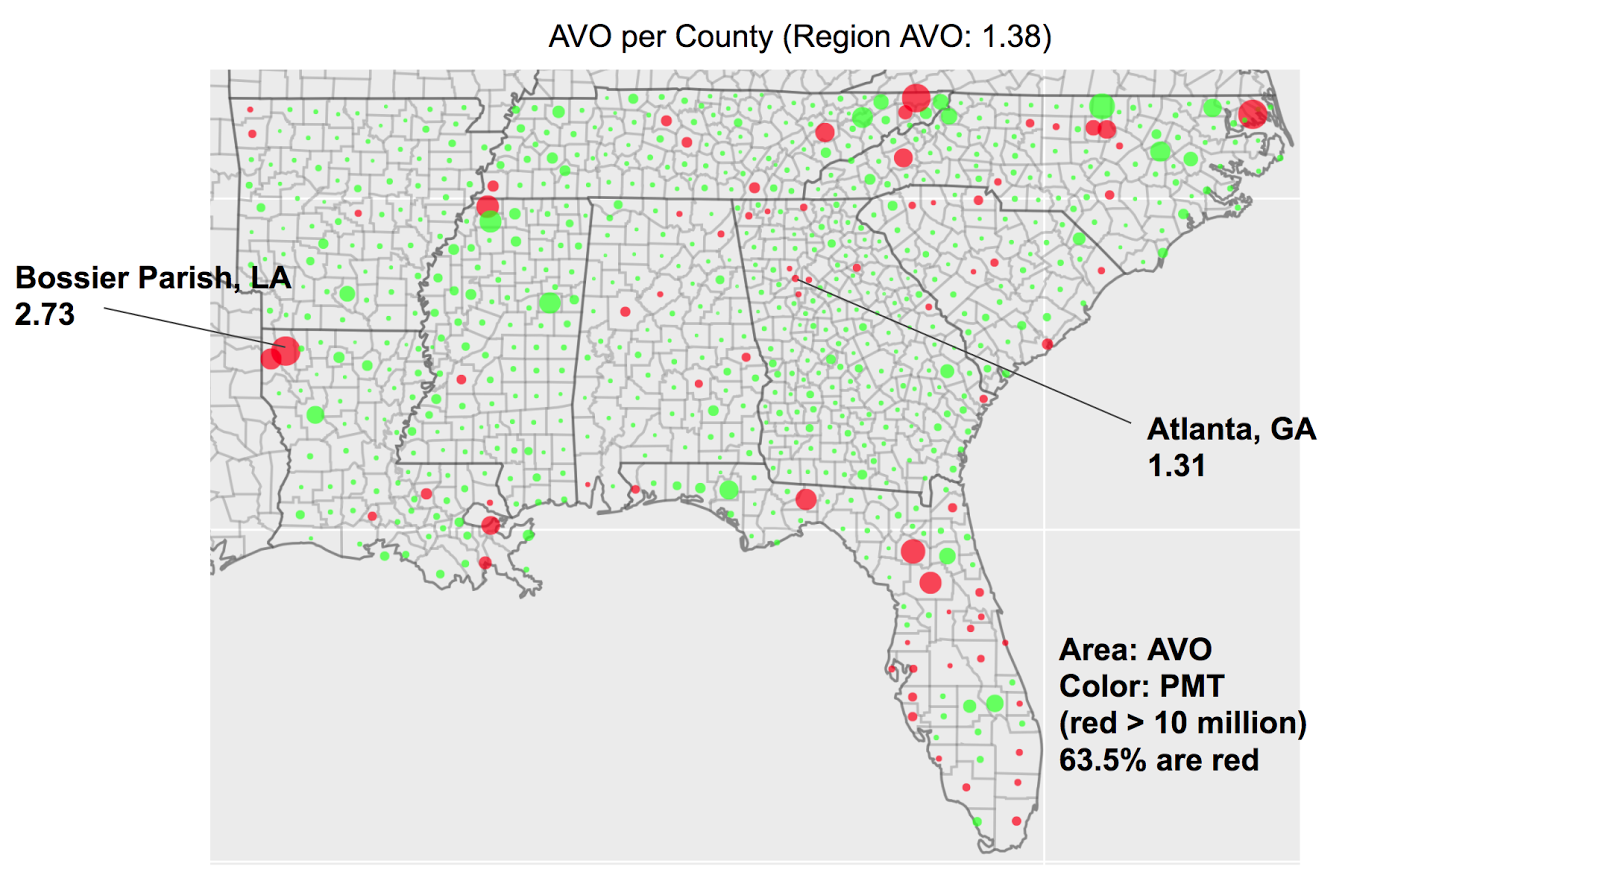 AVO per County (Region AVO: 1.38)
Bossier Parish, LA
2.73
Atlanta, GA
1.31
Area: AVO
Color: PMT
(red > 10 million)
63.5% are red